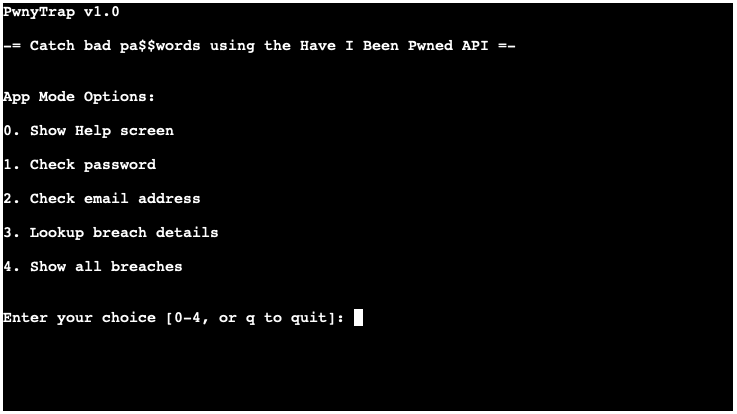 PwnyTrap v1.0
-= Catch bad pa$$words using the Have I Been Pwned API =-
App Mode Options:
0. Show Help screen
1. Check password
2. Check email address
3. Lookup breach details
4. Show all breaches
Enter your choice [0-4, or q to quit]: